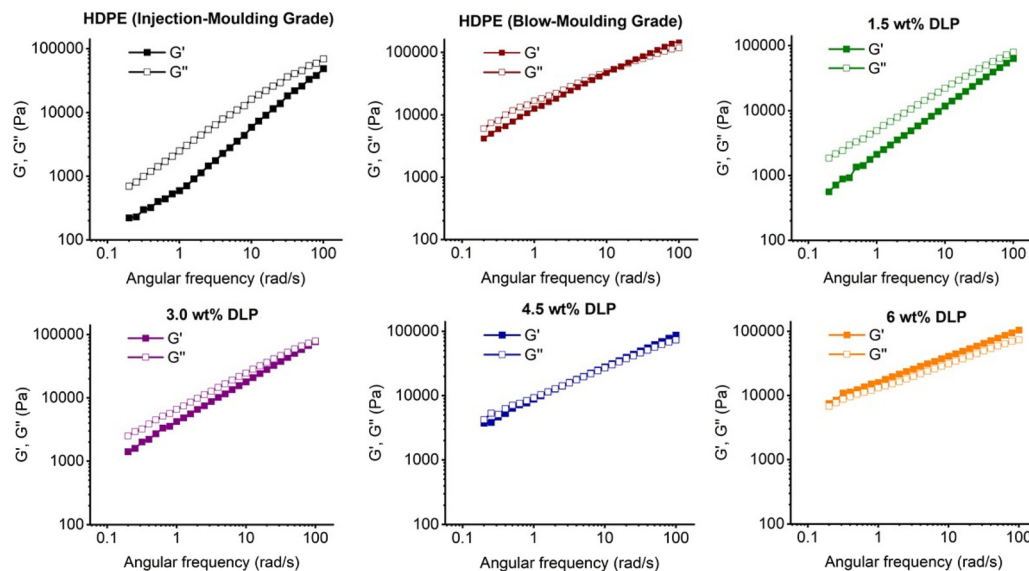 HDPE (Injection-Moulding Grade)
G'
G''
100000
10000
1000
100
G', G'' (Pa)
0.1
1
10
100
Angular frequency (rad/s)
HDPE (Blow-Moulding Grade)
G'
G''
100000
10000
1000
100
G', G'' (Pa)
0.1
1
10
100
Angular frequency (rad/s)
1.5 wt% DLP
G'
G''
100000
10000
1000
100
G', G'' (Pa)
0.1
1
10
100
Angular frequency (rad/s)
3.0 wt% DLP
G'
G''
100000
10000
1000
100
G', G'' (Pa)
0.1
1
10
100
Angular frequency (rad/s)
4.5 wt% DLP
G'
G''
100000
10000
1000
100
G', G'' (Pa)
0.1
1
10
100
Angular frequency (rad/s)
6 wt% DLP
G'
G''
100000
10000
1000
100
G', G'' (Pa)
0.1
1
10
100
Angular frequency (rad/s)